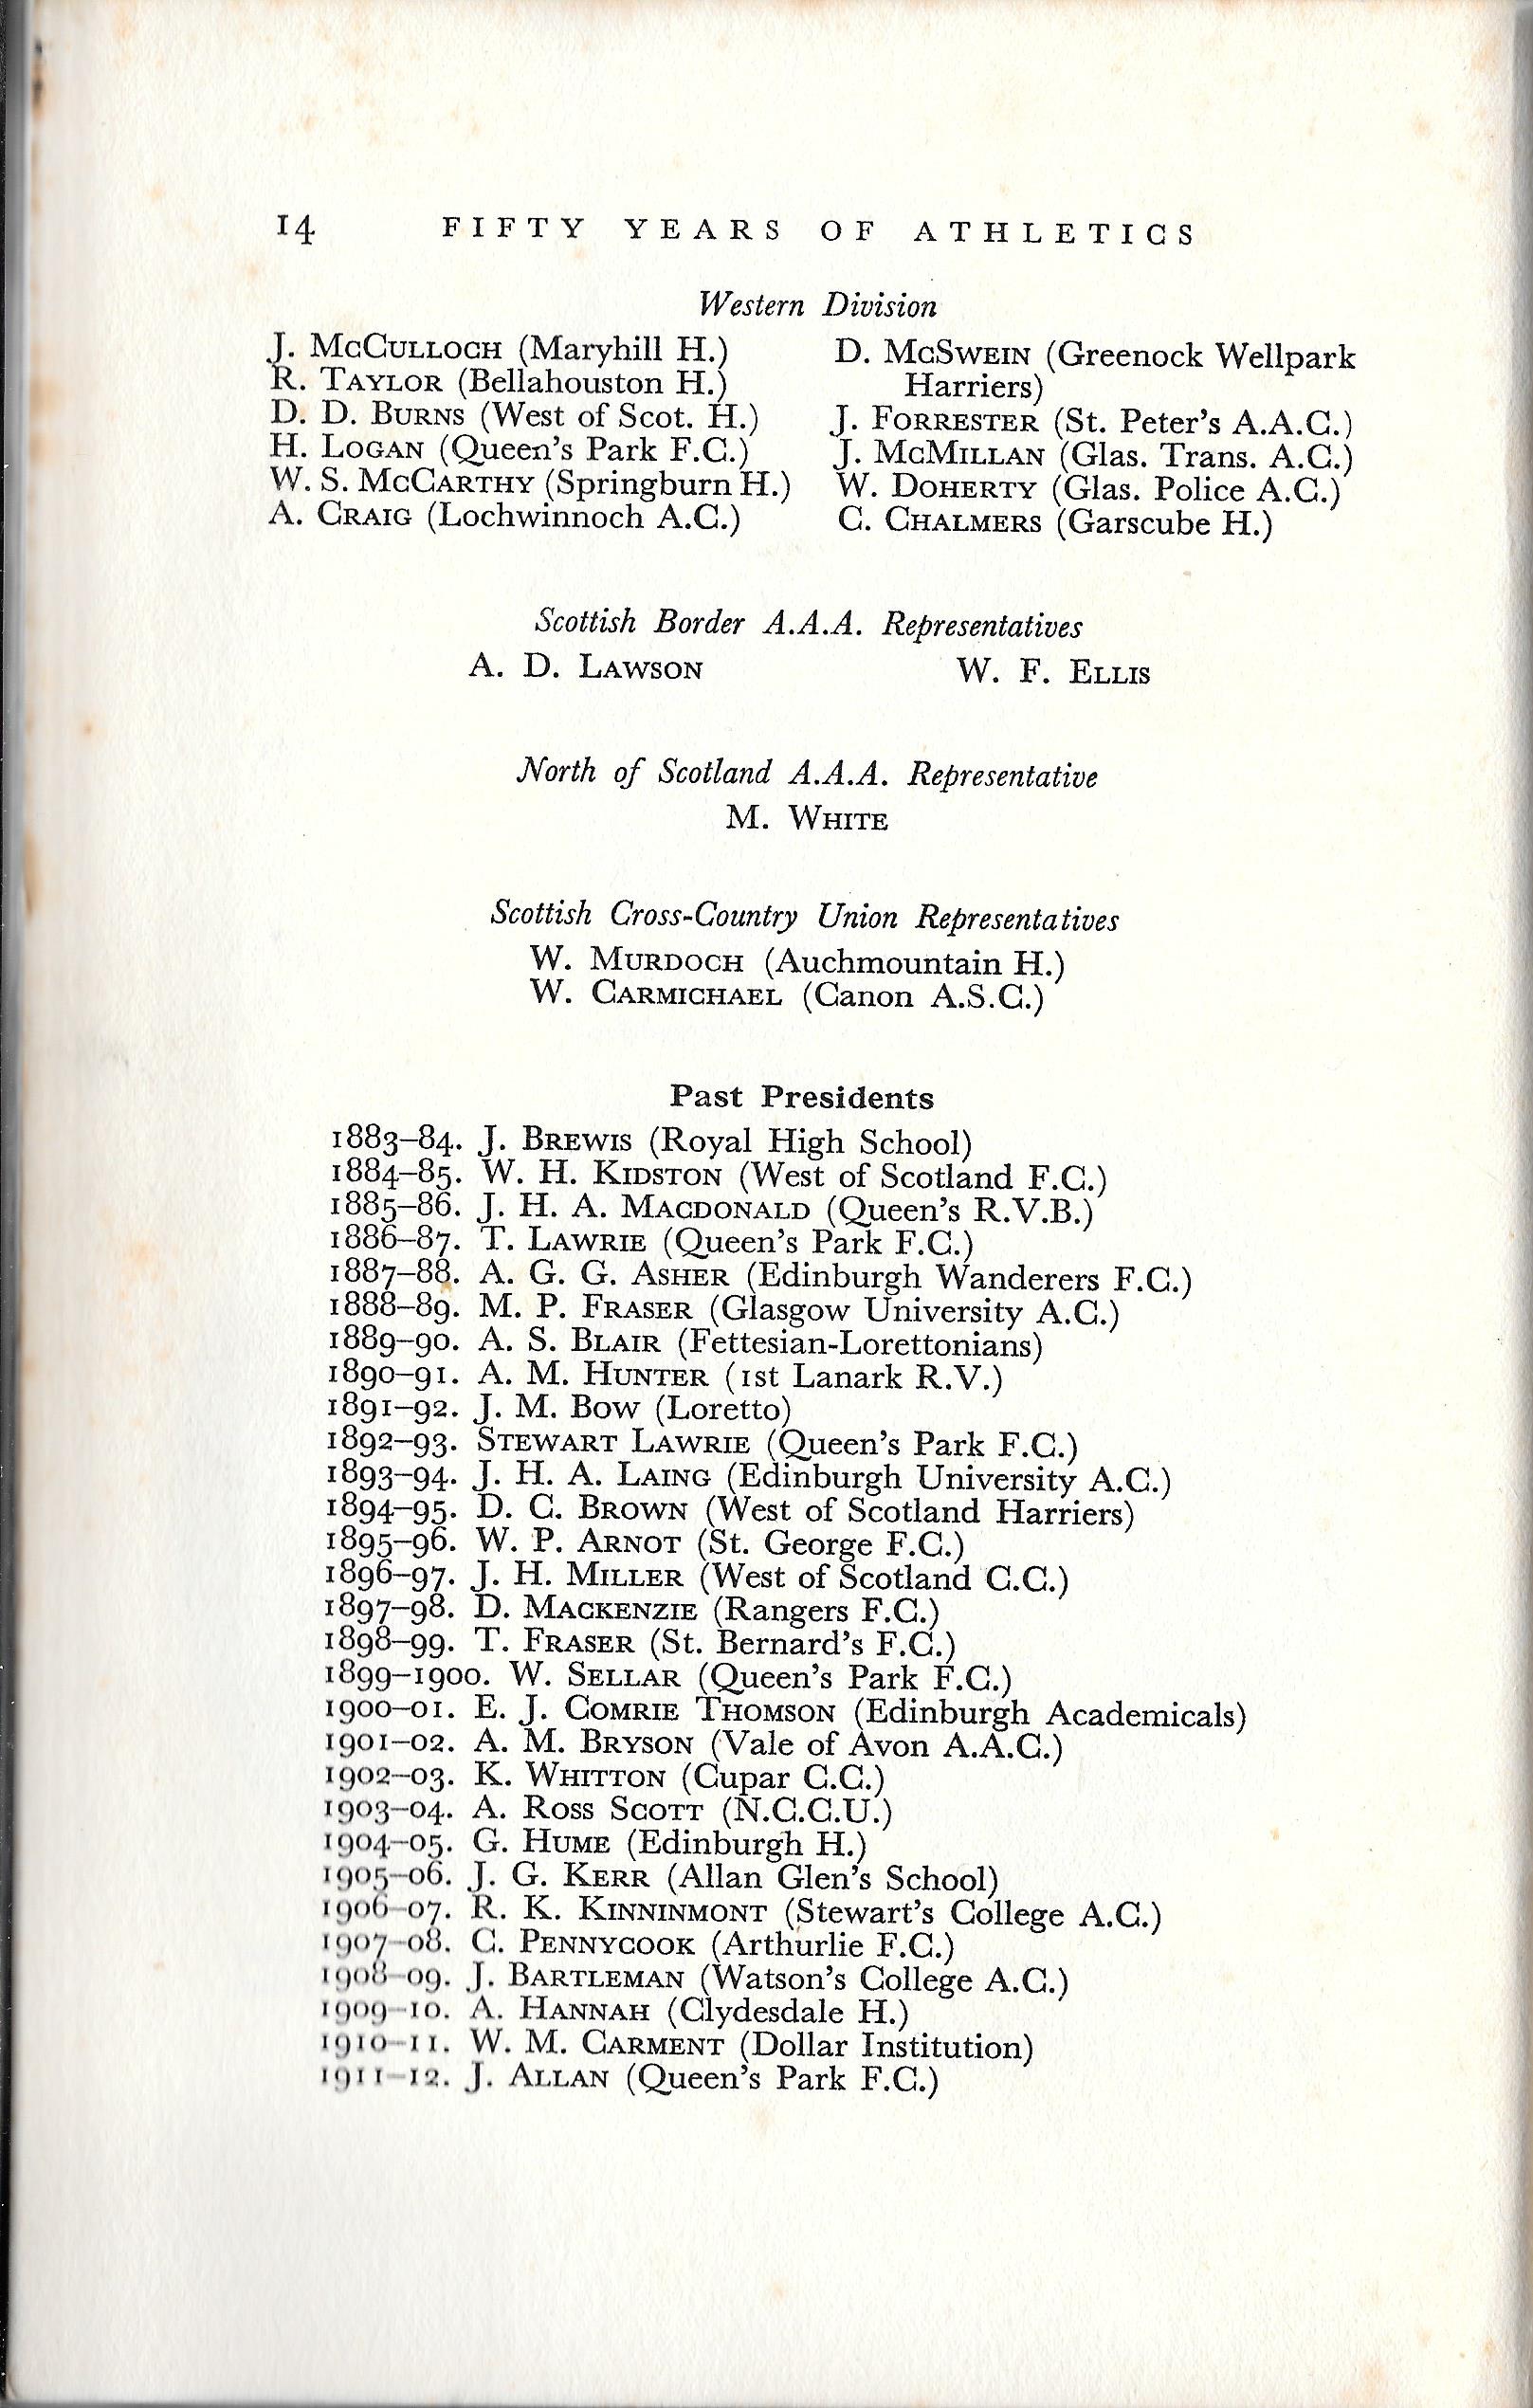 14 FIFTY YEARS OF ATHLETICS
Western Division
J. McCulloch (Maryhill H.)
R. Taylor (Bellahouston H.)
D. D. Burns (West of Scot. H.)
H. Logan (Queen's Park F.C.)
W. S. McCarthy (Springburn H.)
A. Craig (Lochwinnoch A.C.)
D. McSwein (Greenock Wellpark
Harriers)
J. Forrester (St. Peter's A.A.C.)
J. McMillan (Glas. Trans. A.C.)
W. Doherty (Glas. Police A.C.)
C. Chalmers (Garscube H.)
Scottish Border A.A.A. Representatives
A. D. Lawson W. F. Ellis
North of Scotland A.A.A. Representative
M. White
Scottish Cross-Country Union Representatives
W. Murdoch (Auchmountain H.)
W. Carmichael (Canon A.S.C.)
Past Presidents
1883–84. J. Brewis (Royal High School)
1884–85. W. H. Kidston (West of Scotland F.C.)
1885–86. J. H. A. Macdonald (Queen's R.V.B.)
1886–87. T. Lawrie (Queen's Park F.C.)
1887–88. A. G. G. Asher (Edinburgh Wanderers F.C.)
1888–89. M. P. Fraser (Glasgow University A.C.)
1889–90. A. S. Blair (Fettesian-Lorettonians)
1890–91. A. M. Hunter (1st Lanark R.V.)
1891–92. J. M. Bow (Loretto)
1892–93. Stewart Lawrie (Queen's Park F.C.)
1893–94. J. H. A. Laing (Edinburgh University A.C.)
1894–95. D. C. Brown (West of Scotland Harriers)
1895–96. W. P. Arnot (St. George F.C.)
1896–97. J. H. Miller (West of Scotland C.C.)
1897–98. D. Mackenzie (Rangers F.C.)
1898–99. T. Fraser (St. Bernard's F.C.)
1899–1900. W. Sellar (Queen's Park F.C.)
1900–01. E. J. Comrie Thomson (Edinburgh Academicals)
1901–02. A. M. Bryson (Vale of Avon A.A.C.)
1902–03. K. Whitton (Cupar C.C.)
1903–04. A. Ross Scott (N.C.C.U.)
1904–05. G. Hume (Edinburgh H.)
1905–06. J. G. Kerr (Allan Glen's School)
1906–07. R. K. Kinninmont (Stewart's College A.C.)
1907–08. C. Pennycook (Arthurlie F.C.)
1908–09. J. Bartleman (Watson's College A.C.)
1909–10. A. Hannah (Clydesdale H.)
1910–11. W. M. Carment (Dollar Institution)
1911–12. J. Allan (Queen's Park F.C.)